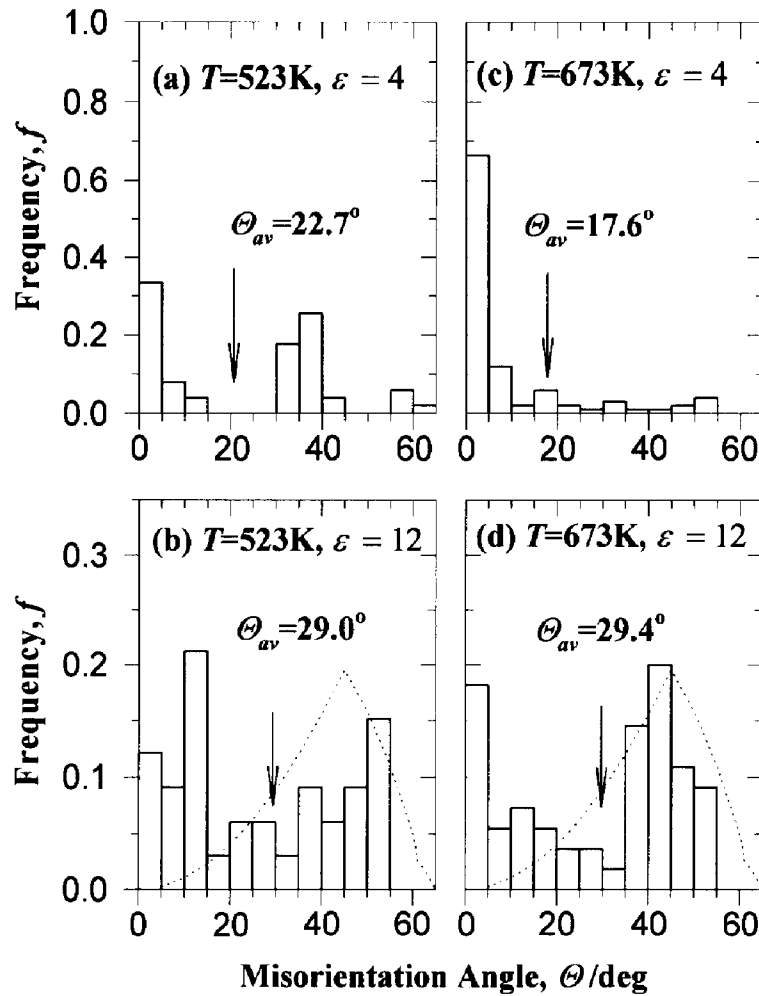 1.0
0.8
0.6
0.4
0.2
0.0
Frequency, f
(a) T=523K, ε = 4
Θav=22.7°
0 20 40 60
(c) T=673K, ε = 4
Θav=17.6°
0 20 40 60
0.3
0.2
0.1
0.0
Frequency, f
(b) T=523K, ε = 12
Θav=29.0°
0 20 40 60
(d) T=673K, ε = 12
Θav=29.4°
0 20 40 60
Misorientation Angle, Θ/deg